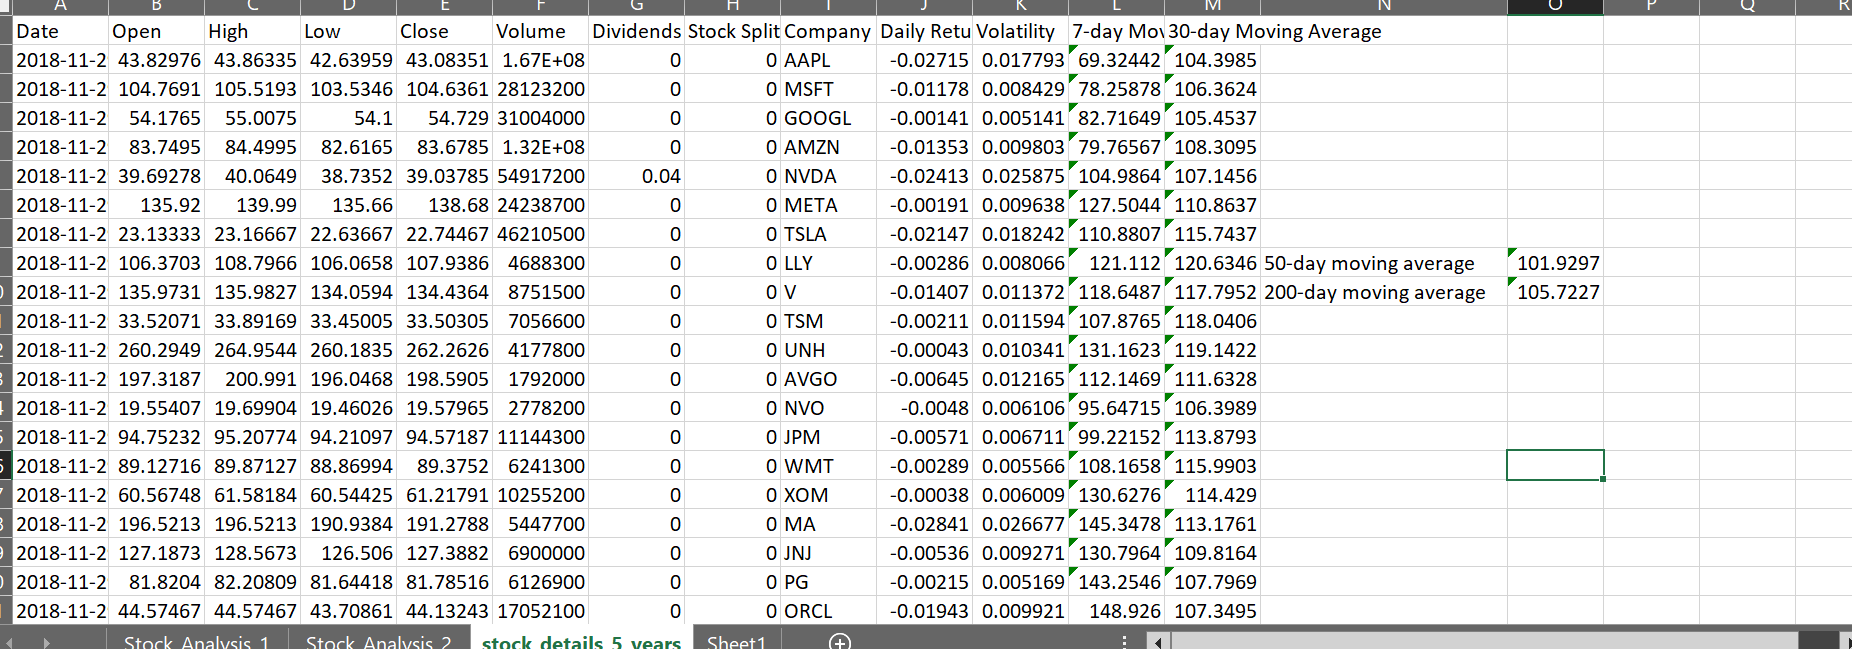 A B C D E F G H I J K L M N O P Q R
Date Open High Low Close Volume Dividends Stock Split Company Daily Retu Volatility 7-day Mov 30-day Moving Average
2018-11-2 43.82976 43.86335 42.63959 43.08351 1.67E+08 0 0 AAPL -0.02715 0.017793 69.32442 104.3985
2018-11-2 104.7691 105.5193 103.5346 104.6361 28123200 0 0 MSFT -0.01178 0.008429 78.25878 106.3624
2018-11-2 54.1765 55.0075 54.1 54.729 31004000 0 0 GOOGL -0.00141 0.005141 82.71649 105.4537
2018-11-2 83.7495 84.4995 82.6165 83.6785 1.32E+08 0 0 AMZN -0.01353 0.009803 79.76567 108.3095
2018-11-2 39.69278 40.0649 38.7352 39.03785 54917200 0.04 0 NVDA -0.02413 0.025875 104.9864 107.1456
2018-11-2 135.92 139.99 135.66 138.68 24238700 0 0 META -0.00191 0.009638 127.5044 110.8637
2018-11-2 23.13333 23.16667 22.63667 22.74467 46210500 0 0 TSLA -0.02147 0.018242 110.8807 115.7437
2018-11-2 106.3703 108.7966 106.0658 107.9386 4688300 0 0 LLY -0.00286 0.008066 121.112 120.6346 50-day moving average 101.9297
2018-11-2 135.9731 135.9827 134.0594 134.4364 8751500 0 0 V -0.01407 0.011372 118.6487 117.7952 200-day moving average 105.7227
2018-11-2 33.52071 33.89169 33.45005 33.50305 7056600 0 0 TSM -0.00211 0.011594 107.8765 118.0406
2018-11-2 260.2949 264.9544 260.1835 262.2626 4177800 0 0 UNH -0.00043 0.010341 131.1623 119.1422
2018-11-2 197.3187 200.991 196.0468 198.5905 1792000 0 0 AVGO -0.00645 0.012165 112.1469 111.6328
2018-11-2 19.55407 19.69904 19.46026 19.57965 2778200 0 0 NVO -0.0048 0.006106 95.64715 106.3989
2018-11-2 94.75232 95.20774 94.21097 94.57187 11144300 0 0 JPM -0.00571 0.006711 99.22152 113.8793
2018-11-2 89.12716 89.87127 88.86994 89.3752 6241300 0 0 WMT -0.00289 0.005566 108.1658 115.9903
2018-11-2 60.56748 61.58184 60.54425 61.21791 10255200 0 0 XOM -0.00038 0.006009 130.6276 114.429
2018-11-2 196.5213 196.5213 190.9384 191.2788 5447700 0 0 MA -0.02841 0.026677 145.3478 113.1761
2018-11-2 127.1873 128.5673 126.506 127.3882 6900000 0 0 JNJ -0.00536 0.009271 130.7964 109.8164
2018-11-2 81.8204 82.20809 81.64418 81.78516 6126900 0 0 PG -0.00215 0.005169 143.2546 107.7969
2018-11-2 44.57467 44.57467 43.70861 44.13243 17052100 0 0 ORCL -0.01943 0.009921 148.926 107.3495
Stock_Analysis_1 Stock_Analysis_2 stock_details_5_years Sheet1